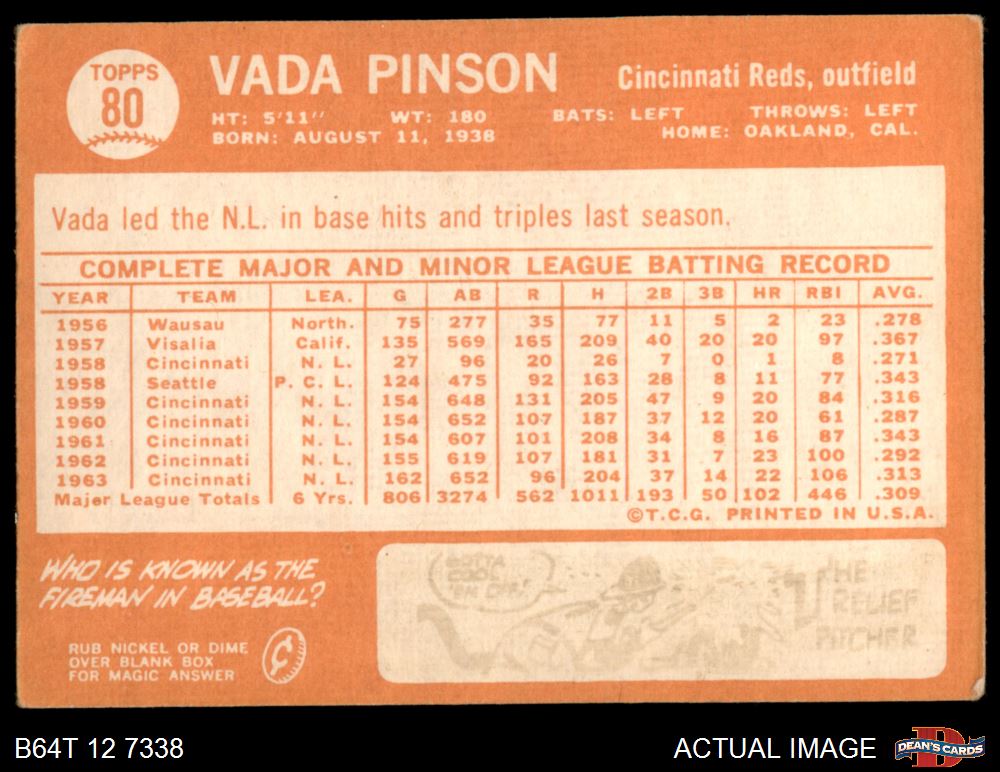 TOPPS
80
VADA PINSON
Cincinnati Reds, outfield
HT: 5'11" WT: 180 BATS: LEFT THROWS: LEFT
BORN: AUGUST 11, 1938 HOME: OAKLAND, CAL.
Vada led the N.L. in base hits and triples last season.
COMPLETE MAJOR AND MINOR LEAGUE BATTING RECORD
YEAR TEAM LEA. G AB R H 2B 3B HR RBI AVG.
1956 Wausau North. 75 277 35 77 11 5 2 23 .278
1957 Visalia Calif. 135 569 165 209 40 20 20 97 .367
1958 Cincinnati N. L. 27 96 20 26 7 0 1 8 .271
1958 Seattle P. C. L. 124 475 92 163 28 8 11 77 .343
1959 Cincinnati N. L. 154 648 131 205 47 9 20 84 .316
1960 Cincinnati N. L. 154 652 107 187 37 12 20 61 .287
1961 Cincinnati N. L. 154 607 101 208 34 8 16 87 .343
1962 Cincinnati N. L. 155 619 107 181 31 7 23 100 .292
1963 Cincinnati N. L. 162 652 96 204 37 14 22 106 .313
Major League Totals 6 Yrs. 806 3274 562 1011 193 50 102 446 .309
©T.C.G. PRINTED IN U.S.A.
WHO IS KNOWN AS THE
FIREMAN IN BASEBALL?
RUB NICKEL OR DIME
OVER BLANK BOX
FOR MAGIC ANSWER
GOTTA
COOL
'EM OFF!
THE
RELIEF
PITCHER
B64T 12 7338
ACTUAL IMAGE
DEAN'S CARDS